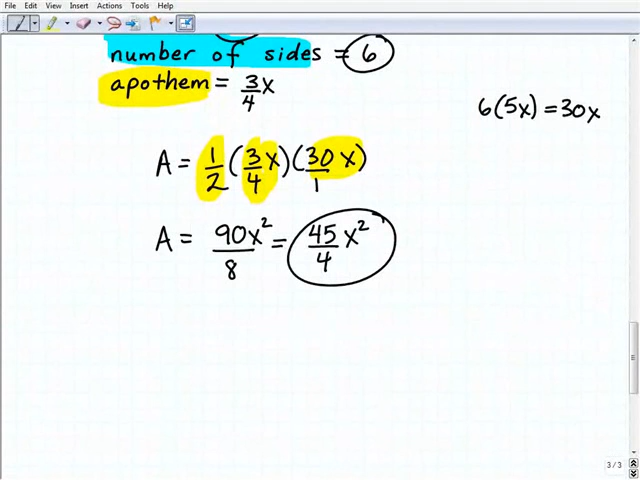 File Edit View Insert Actions Tools Help
number of sides = 6
apothem = 3/4 x
6(5x) = 30x
A = 1/2 (3/4 x)(30x/1)
A = 90x²/8 = 45/4 x²
3/3